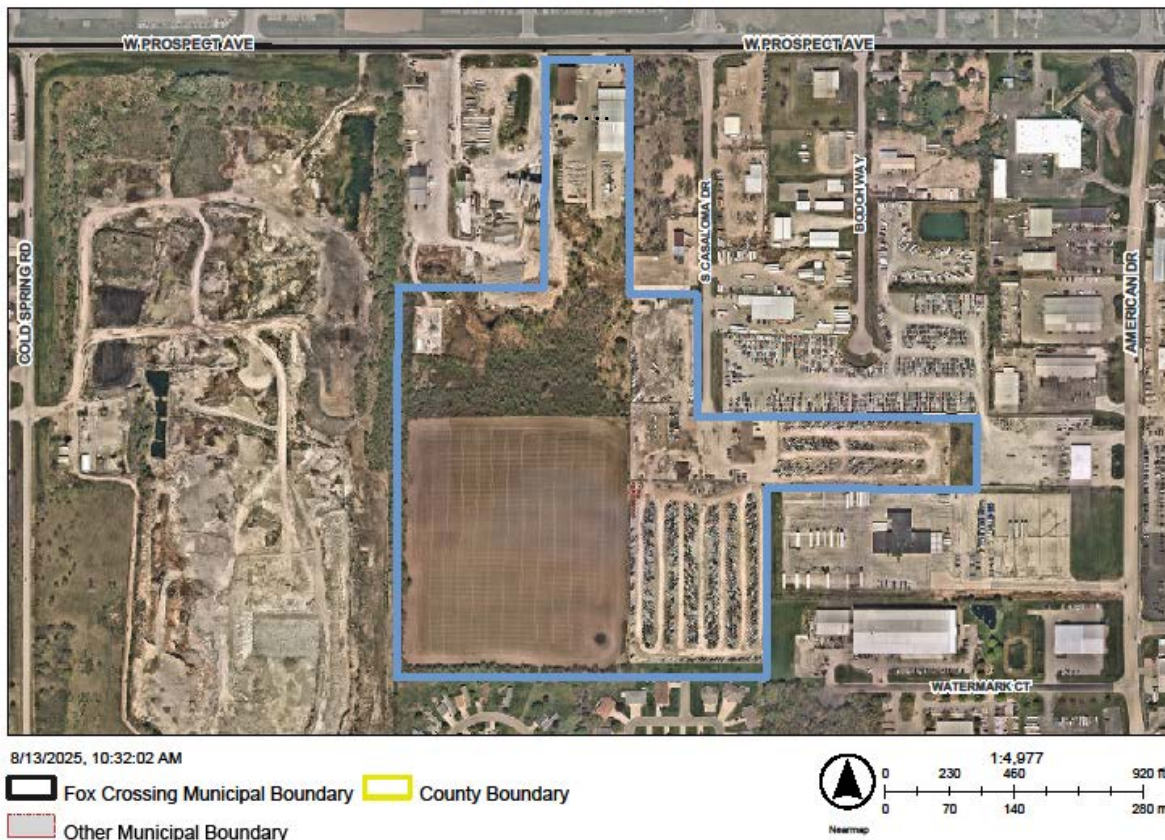 W PROSPECT AVE W PROSPECT AVE
COLD SPRING RD
S CASALOMA DR
BODOH WAY
AMERICAN DR
WATERMARK CT
8/13/2025, 10:32:02 AM
Fox Crossing Municipal Boundary County Boundary
Other Municipal Boundary
1:4,977
0 230 460 920 ft
0 70 140 280 m
Nearmap